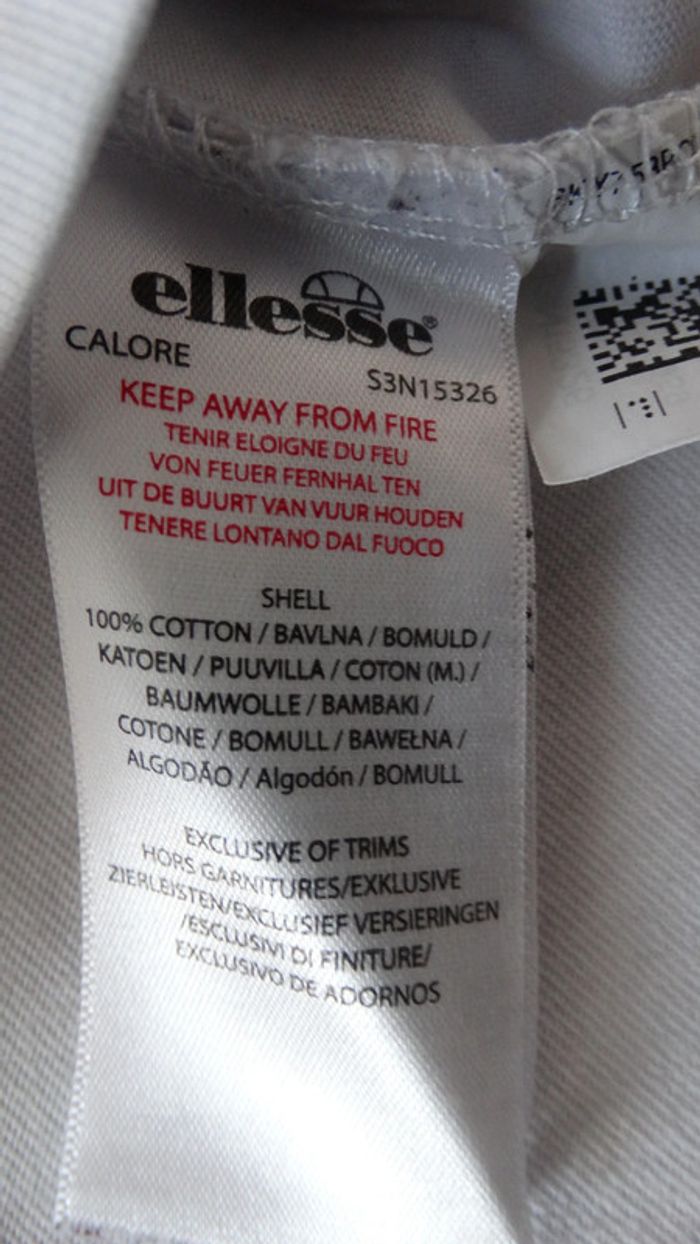 ellesse®
CALORE
S3N15326
KEEP AWAY FROM FIRE
TENIR ELOIGNE DU FEU
VON FEUER FERNHAL TEN
UIT DE BUURT VAN VUUR HOUDEN
TENERE LONTANO DAL FUOCO
SHELL
100% COTTON / BAVLNA / BOMULD /
KATOEN / PUUVILLA / COTON (M.) /
BAUMWOLLE / BAMBAKI /
COTONE / BOMULL / BAWEŁNA /
ALGODÃO / Algodón / BOMULL
EXCLUSIVE OF TRIMS
HORS GARNITURES/EXKLUSIVE
ZIERLEISTEN/EXCLUSIEF VERSIERINGEN
/ESCLUSIVI DI FINITURE/
EXCLUSIVO DE ADORNOS